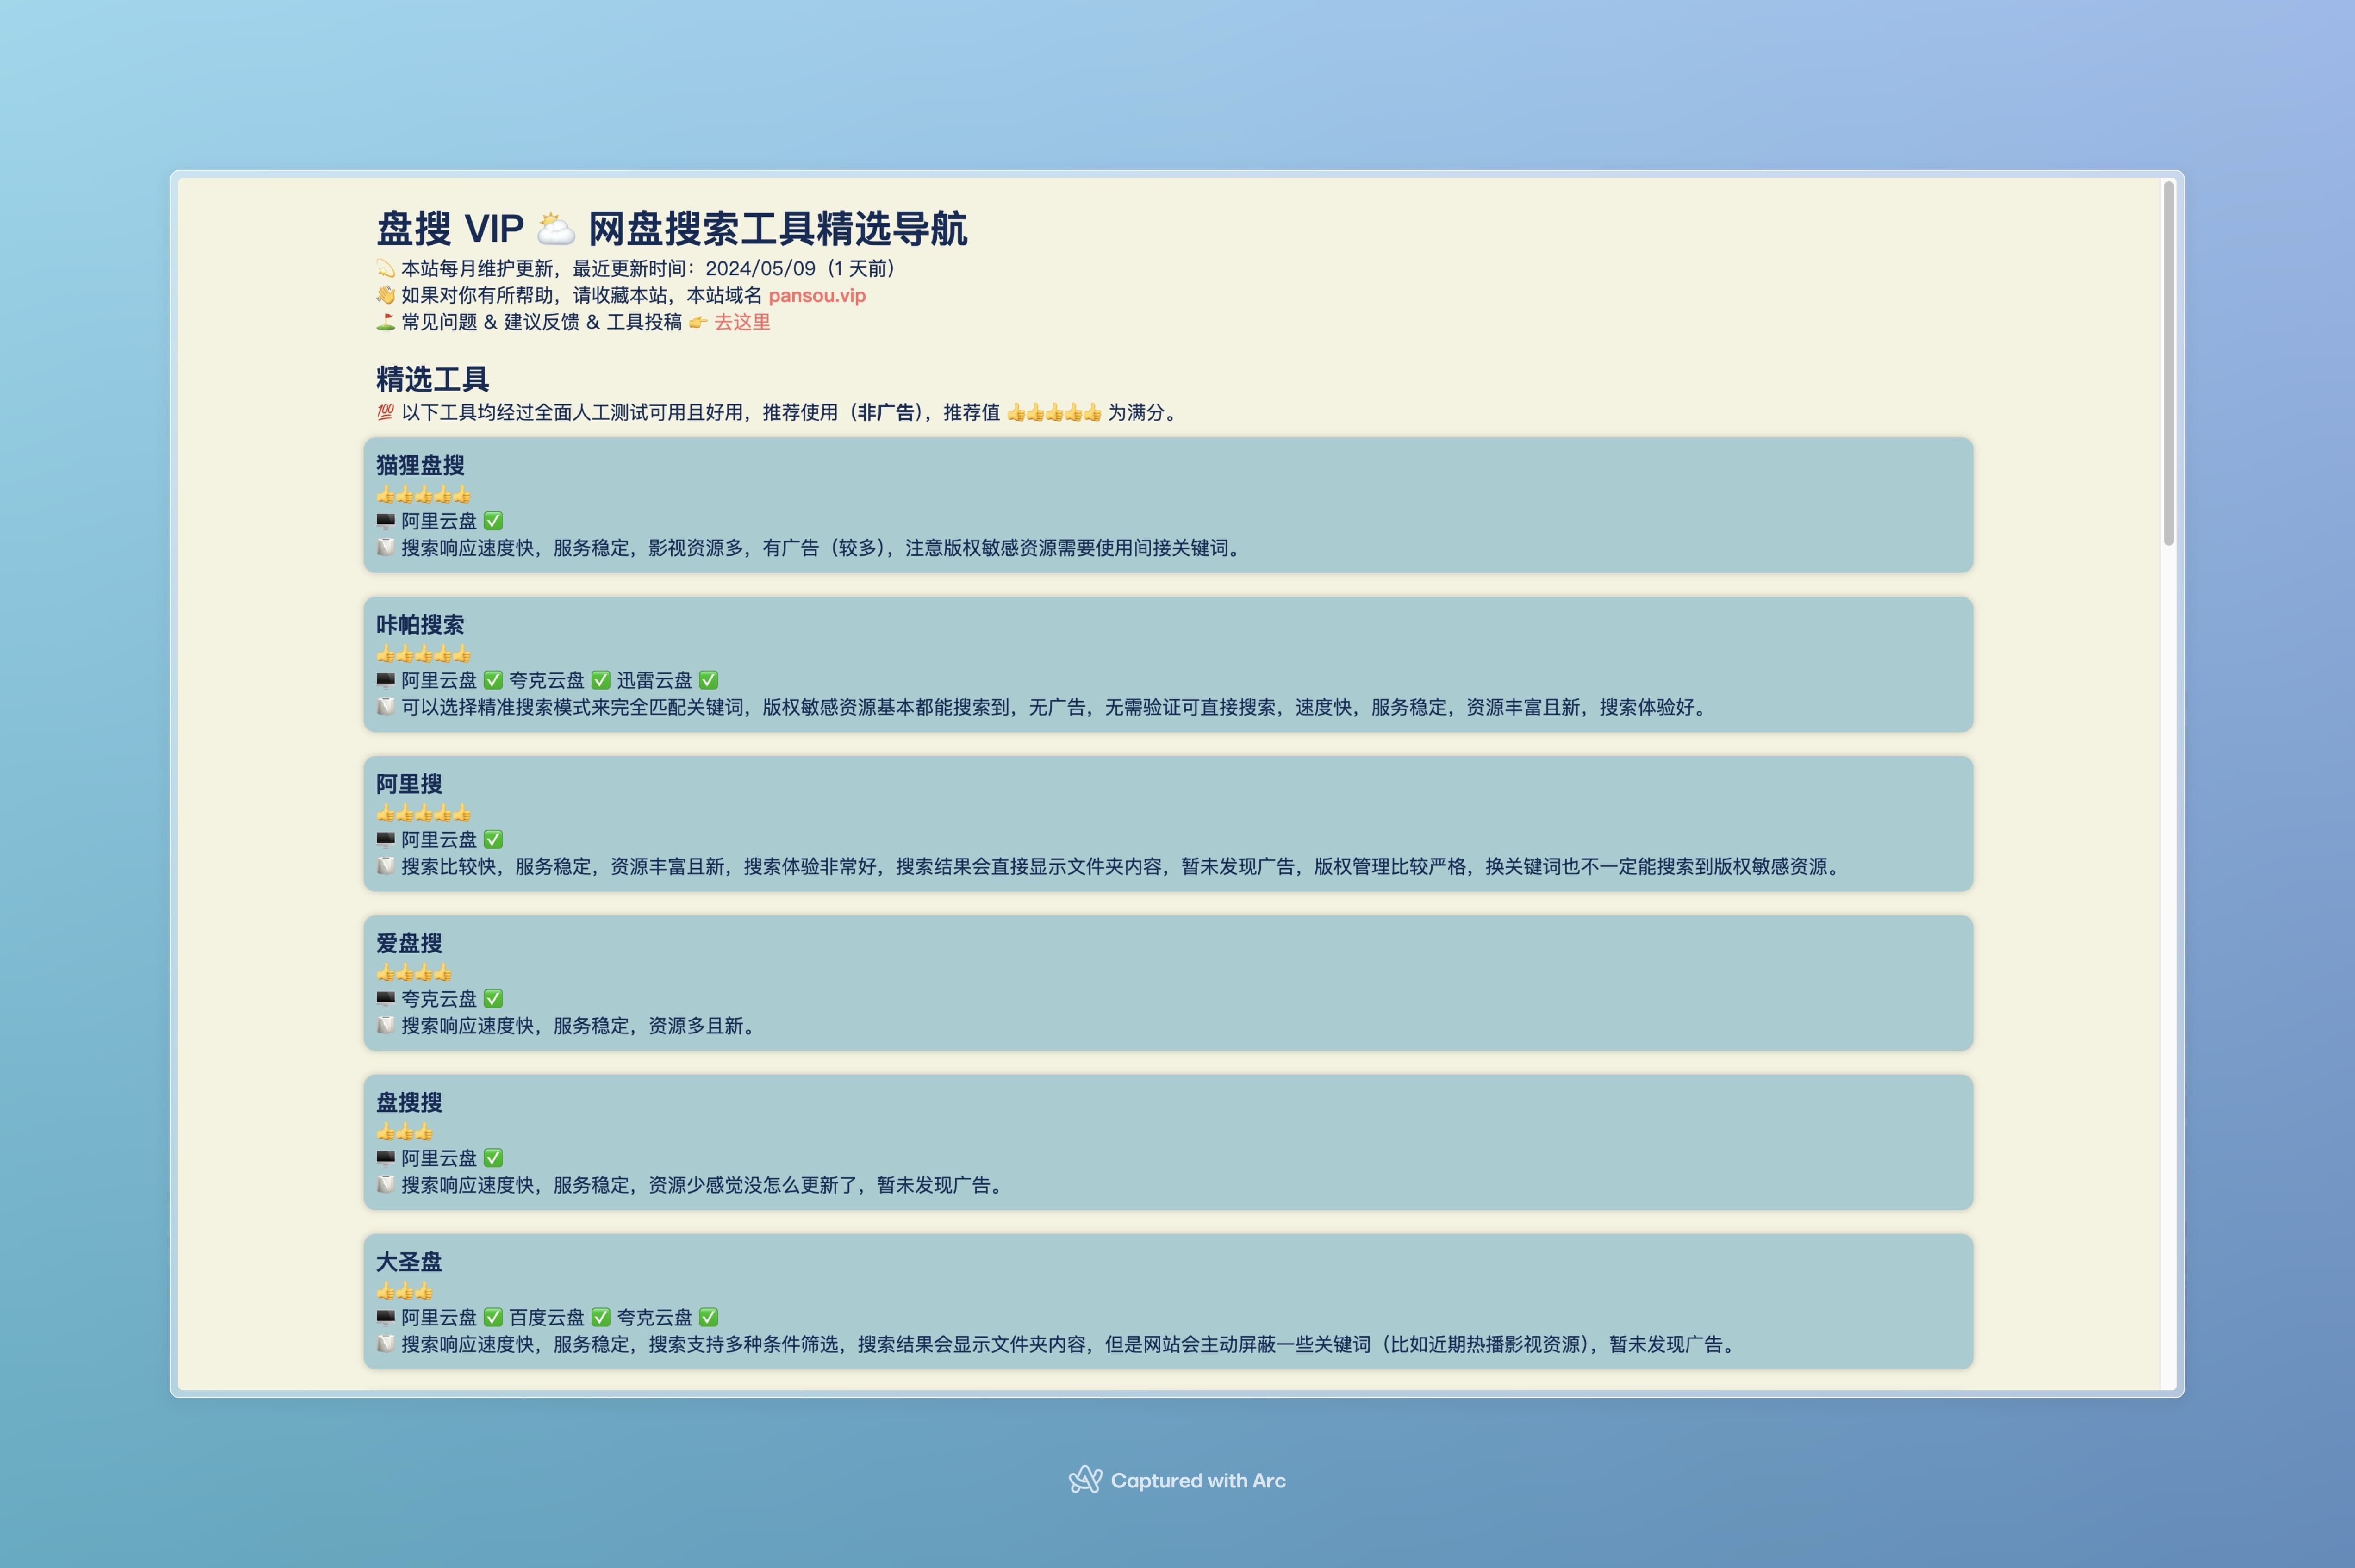 盘搜 VIP ⛅ 网盘搜索工具精选导航
💫 本站每月维护更新，最近更新时间：2024/05/09（1 天前）
👋 如果对你有所帮助，请收藏本站，本站域名 pansou.vip
⛳ 常见问题 & 建议反馈 & 工具投稿 👉 去这里
精选工具
💯 以下工具均经过全面人工测试可用且好用，推荐使用（非广告），推荐值 👍👍👍👍👍 为满分。
猫狸盘搜
👍👍👍👍👍
🖥 阿里云盘 ✅
🗒 搜索响应速度快，服务稳定，影视资源多，有广告（较多），注意版权敏感资源需要使用间接关键词。
咔帕搜索
👍👍👍👍👍
🖥 阿里云盘 ✅ 夸克云盘 ✅ 迅雷云盘 ✅
🗒 可以选择精准搜索模式来完全匹配关键词，版权敏感资源基本都能搜索到，无广告，无需验证可直接搜索，速度快，服务稳定，资源丰富且新，搜索体验好。
阿里搜
👍👍👍👍👍
🖥 阿里云盘 ✅
🗒 搜索比较快，服务稳定，资源丰富且新，搜索体验非常好，搜索结果会直接显示文件夹内容，暂未发现广告，版权管理比较严格，换关键词也不一定能搜索到版权敏感资源。
爱盘搜
👍👍👍👍
🖥 夸克云盘 ✅
🗒 搜索响应速度快，服务稳定，资源多且新。
盘搜搜
👍👍👍
🖥 阿里云盘 ✅
🗒 搜索响应速度快，服务稳定，资源少感觉没怎么更新了，暂未发现广告。
大圣盘
👍👍👍
🖥 阿里云盘 ✅ 百度云盘 ✅ 夸克云盘 ✅
🗒 搜索响应速度快，服务稳定，搜索支持多种条件筛选，搜索结果会显示文件夹内容，但是网站会主动屏蔽一些关键词（比如近期热播影视资源），暂未发现广告。
Captured with Arc